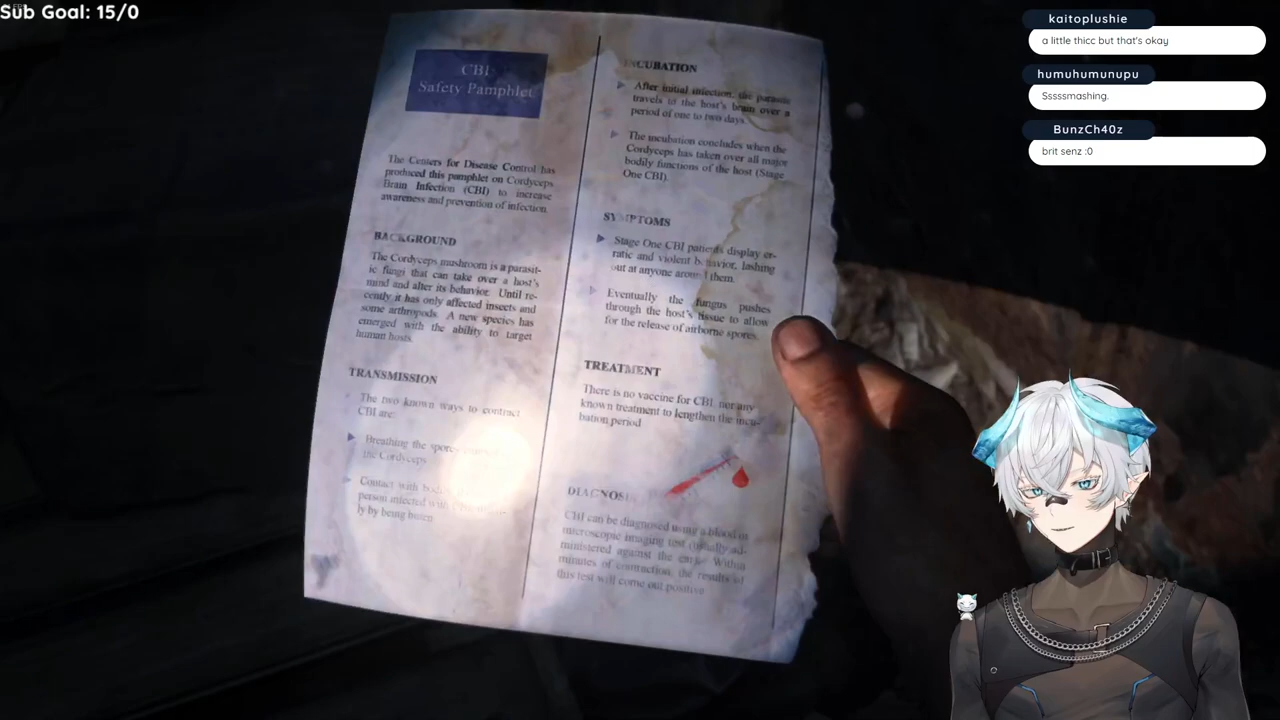 Sub Goal: 15/0
CBI
Safety Pamphlet
The Centers for Disease Control has
produced this pamphlet on Cordyceps
Brain Infection (CBI) to increase
awareness and prevention of infection.
BACKGROUND
The Cordyceps mushroom is a parasit-
ic fungi that can take over a host's
mind and alter its behavior. Until re-
cently it has only affected insects and
some arthropods. A new species has
emerged with the ability to target
human hosts.
TRANSMISSION
The two known ways to contract
CBI are:
Breathing the spores
the Cordyceps
Contact with
person infected with
ly by being bitten
INCUBATION
After initial infection, the parasite
travels to the host's brain over a
period of one to two days.
The incubation concludes when the
Cordyceps has taken over all major
bodily functions of the host (Stage
One CBI).
SYMPTOMS
Stage One CBI patients display er-
ratic and violent behavior, lashing
out at anyone around them.
Eventually the fungus pushes
through the host's tissue to allow
for the release of airborne spores.
TREATMENT
There is no vaccine for CBI, nor any
known treatment to lengthen the incu-
bation period
DIAGNOSIS
CBI can be diagnosed using a blood or
microscopic imaging test (usually ad-
ministered against the ear). Within
minutes of contraction, the results of
this test will come out positive
kaitoplushie
a little thicc but that's okay
humuhumunupu
Sssssmashing.
BunzCh40z
brit senz :0